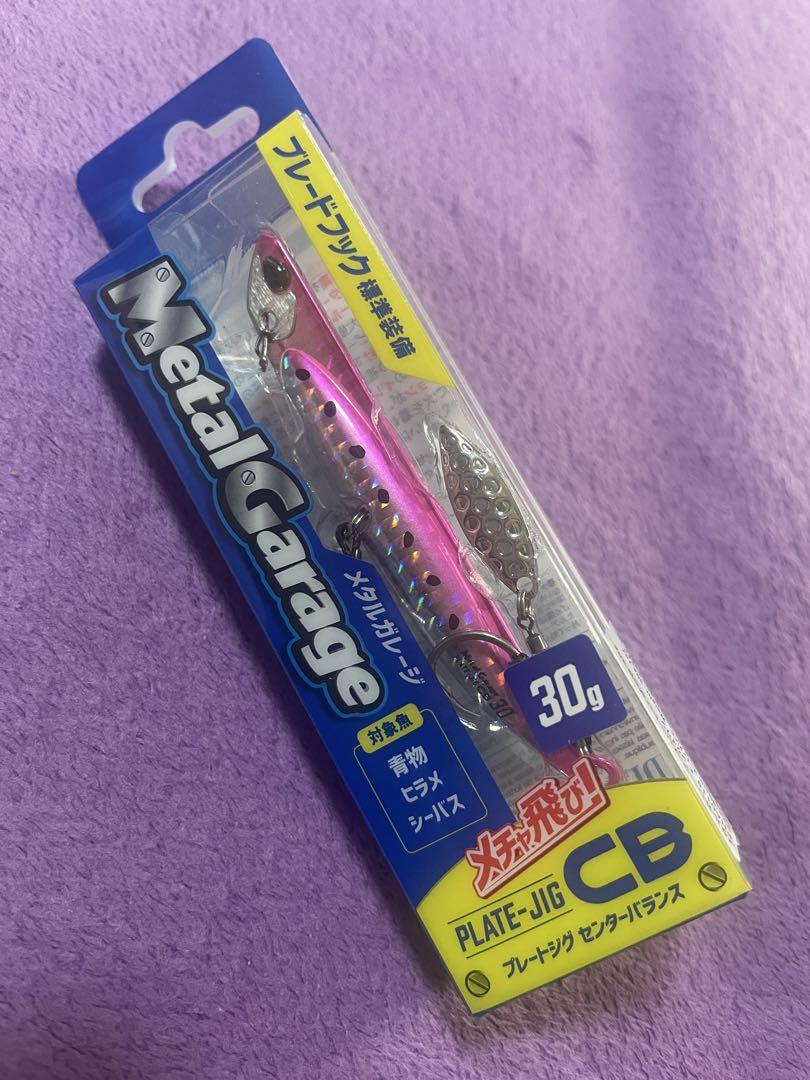 ブレードフック 標準装備
Metal Garage
メタルガレージ
対象魚
青物
ヒラメ
シーバス
30g
メチャ飛び!
PLATE-JIG CB
プレートジグ センターバランス